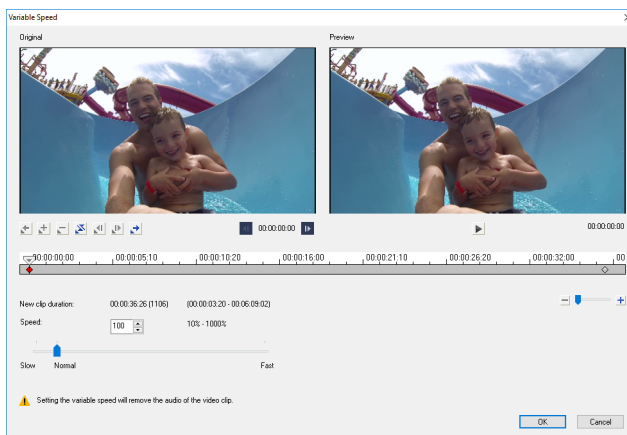 Variable Speed
Original Preview
00:00:00:00 00:00:00:00
00:00:00:00 00:00:05;10 00:00:10;20 00:00:16;00 00:00:21;10 00:00:26;20 00:00:32;00 00
New clip duration: 00:00:36:26 (1106) (00:00:03:20 - 00:06:09:02)
Speed: 100 10% - 1000%
Slow Normal Fast
Setting the variable speed will remove the audio of the video clip.
OK Cancel